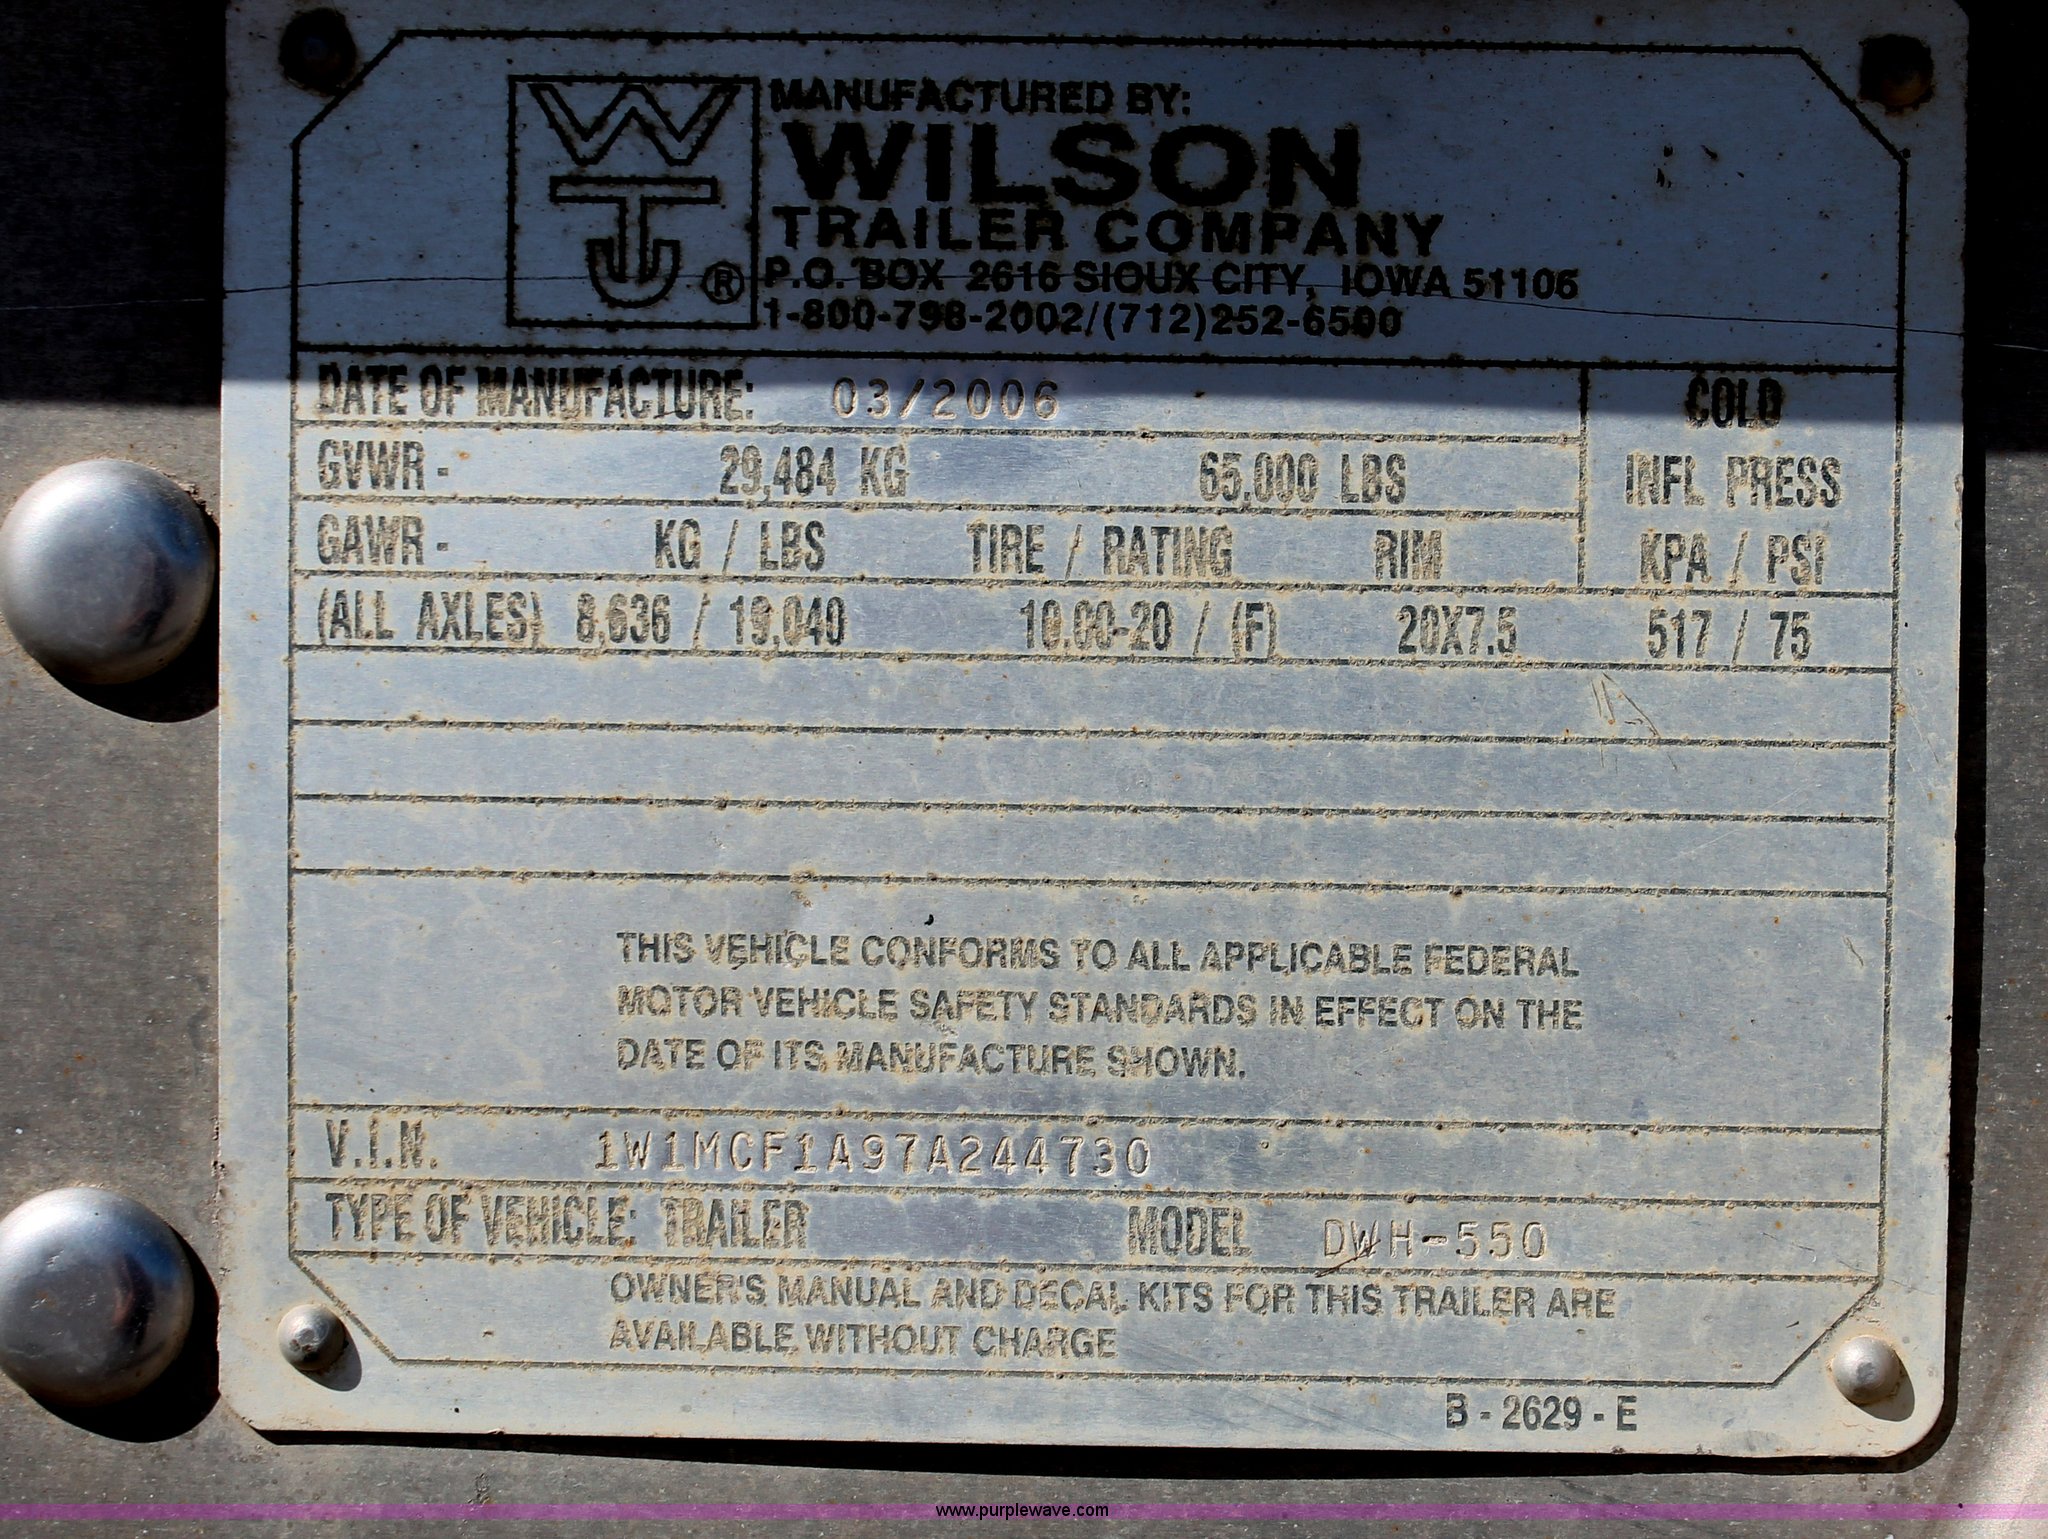 WTJ ®
MANUFACTURED BY:
WILSON
TRAILER COMPANY
P.O. BOX 2616 SIOUX CITY, IOWA 51106
1-800-798-2002/(712)252-6500
DATE OF MANUFACTURE: 03/2006
COLD
GVWR - 29,484 KG 65,000 LBS INFL PRESS
GAWR - KG / LBS TIRE / RATING RIM KPA / PSI
(ALL AXLES) 8,636 / 19,040 10.00-20 / (F) 20X7.5 517 / 75
THIS VEHICLE CONFORMS TO ALL APPLICABLE FEDERAL
MOTOR VEHICLE SAFETY STANDARDS IN EFFECT ON THE
DATE OF ITS MANUFACTURE SHOWN.
V.I.N. 1W1MCF1A97A244730
TYPE OF VEHICLE: TRAILER MODEL DWH-550
OWNER'S MANUAL AND DECAL KITS FOR THIS TRAILER ARE
AVAILABLE WITHOUT CHARGE
B - 2629 - E
www.purplewave.com